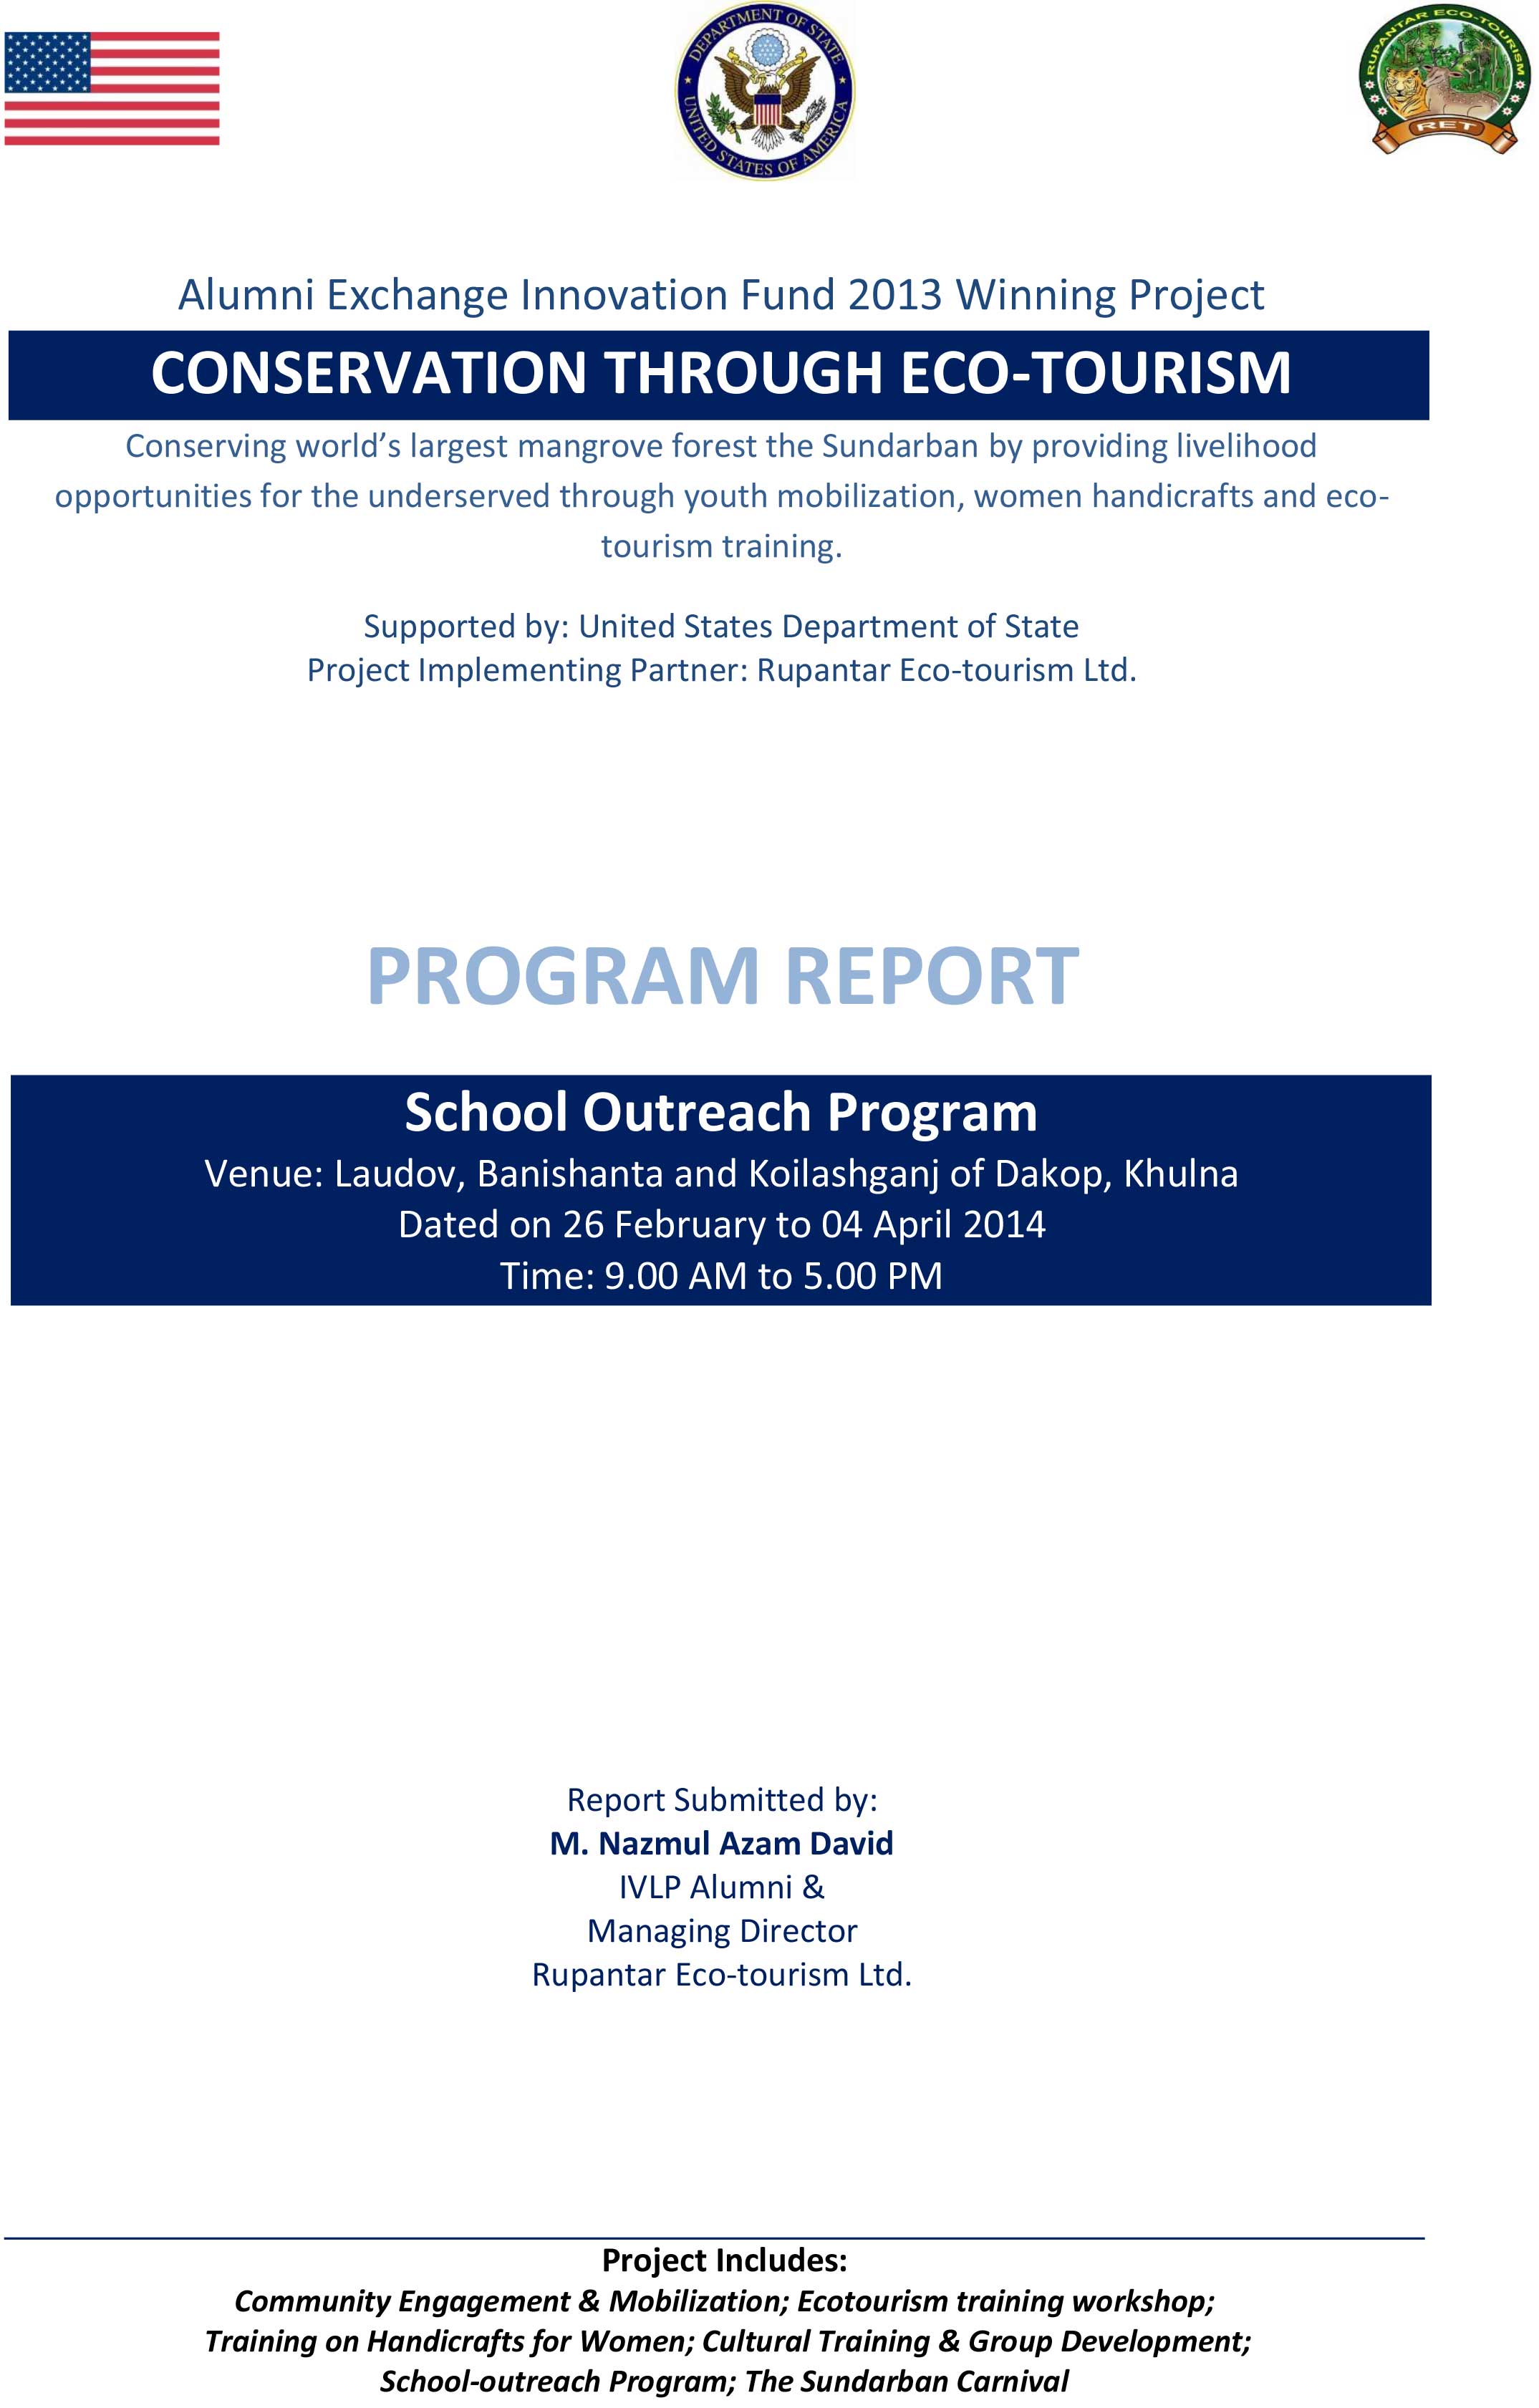 DEPARTMENT OF STATE
UNITED STATES OF AMERICA
RUPANTAR ECO-TOURISM
RET
Alumni Exchange Innovation Fund 2013 Winning Project
CONSERVATION THROUGH ECO-TOURISM
Conserving world’s largest mangrove forest the Sundarban by providing livelihood
opportunities for the underserved through youth mobilization, women handicrafts and eco-
tourism training.
Supported by: United States Department of State
Project Implementing Partner: Rupantar Eco-tourism Ltd.
PROGRAM REPORT
School Outreach Program
Venue: Laudov, Banishanta and Koilashganj of Dakop, Khulna
Dated on 26 February to 04 April 2014
Time: 9.00 AM to 5.00 PM
Report Submitted by:
M. Nazmul Azam David
IVLP Alumni &
Managing Director
Rupantar Eco-tourism Ltd.
Project Includes:
Community Engagement & Mobilization; Ecotourism training workshop;
Training on Handicrafts for Women; Cultural Training & Group Development;
School-outreach Program; The Sundarban Carnival